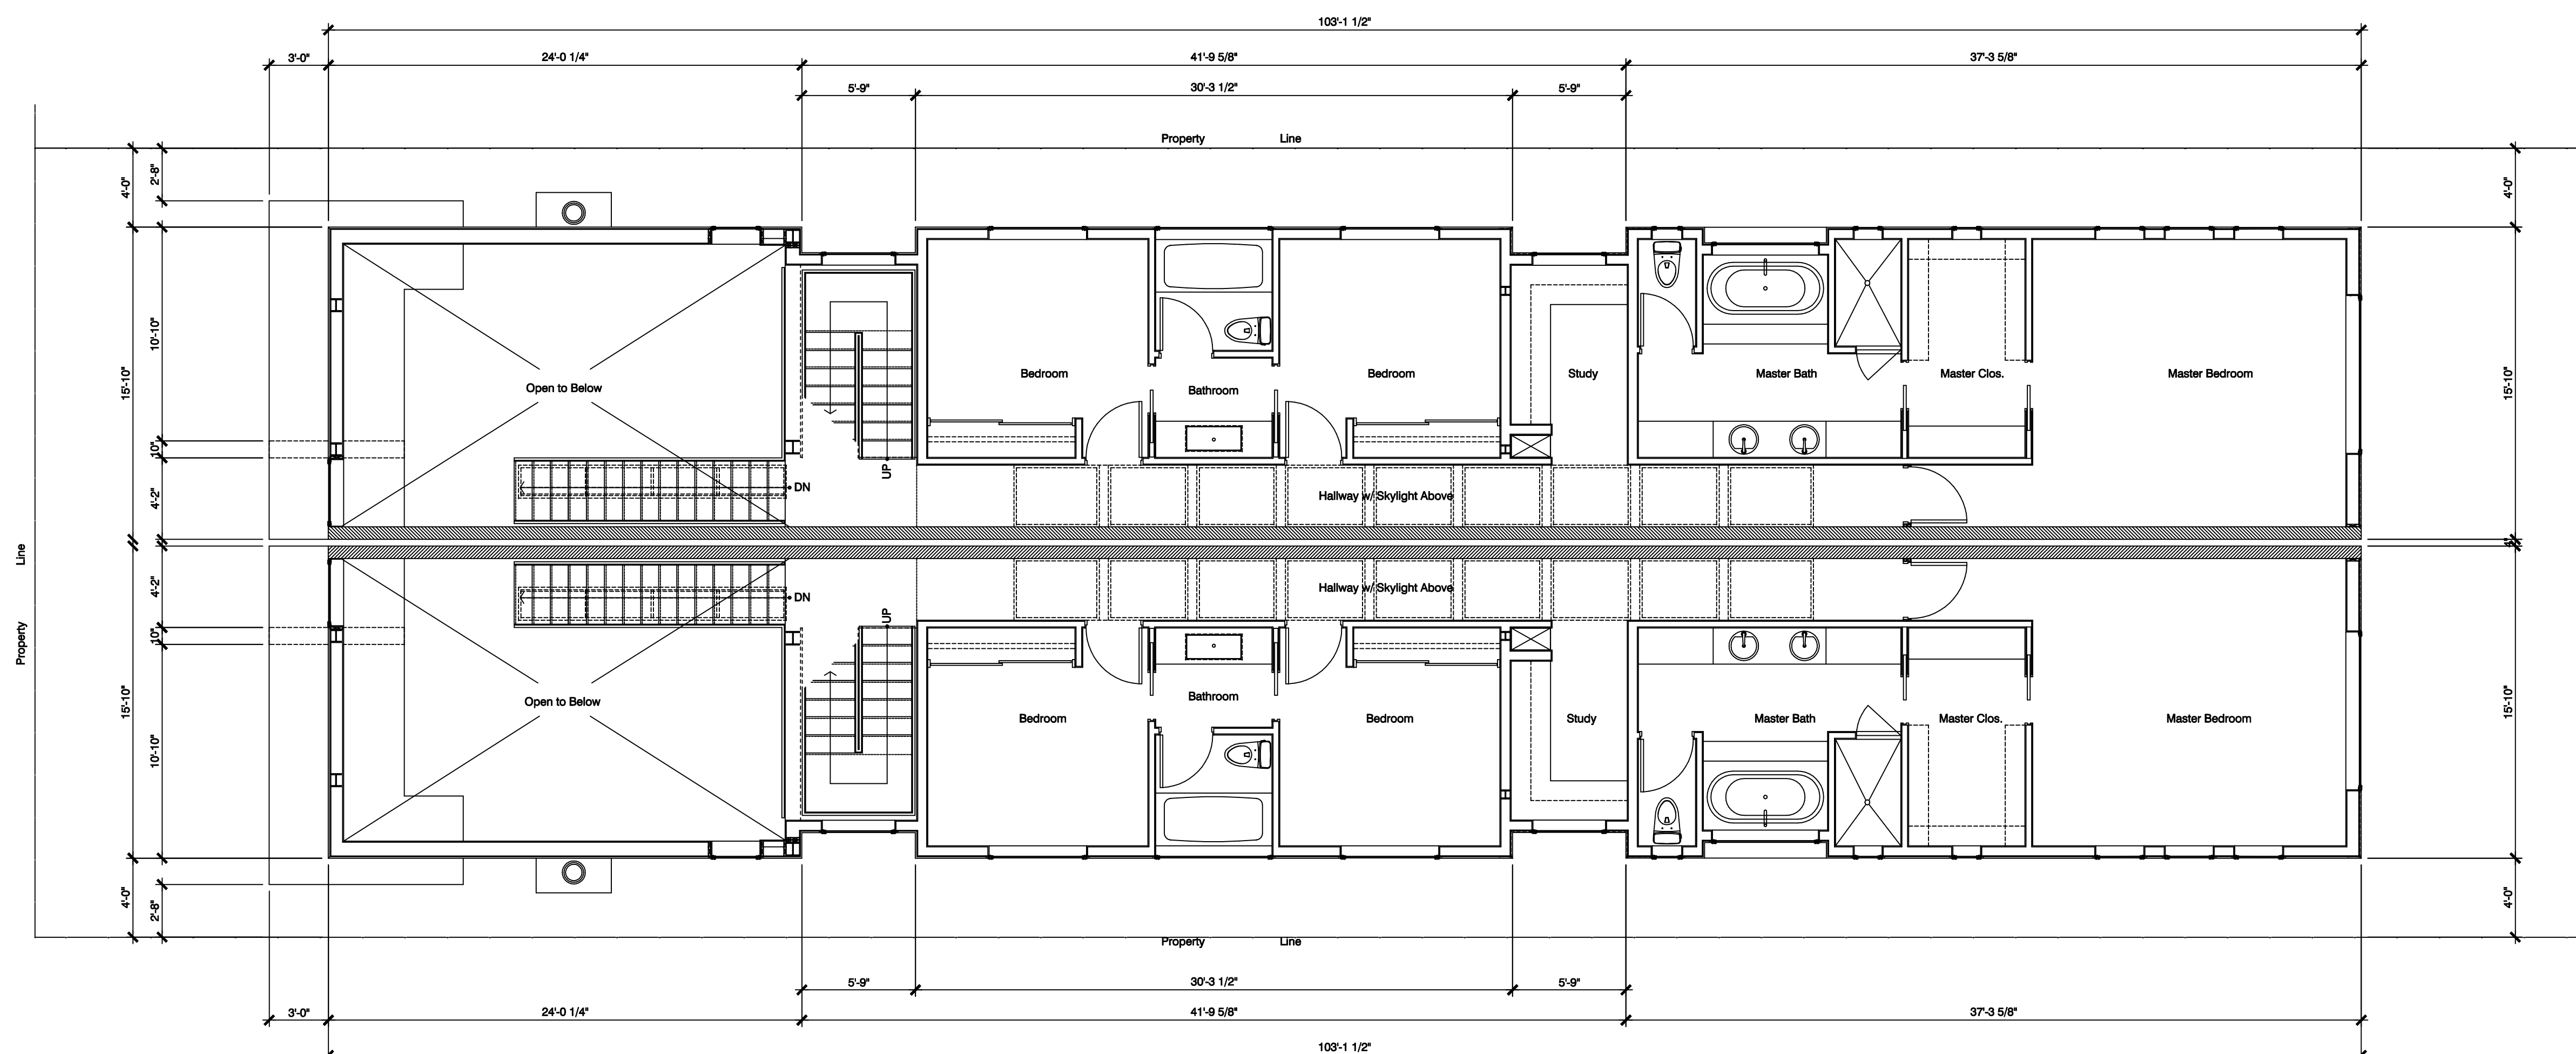 103'-1 1/2"
3'-0"
24'-0 1/4"
41'-9 5/8"
37'-3 5/8"
5'-9"
30'-3 1/2"
5'-9"
Property Line
4'-0"
2'-8"
4'-0"
10'-10"
15'-10"
15'-10"
Open to Below
Bedroom
Bathroom
Bedroom
Study
Master Bath
Master Clos.
Master Bedroom
10"
4'-2"
DN
UP
Hallway w/ Skylight Above
Property Line
4"
4'-2"
10"
DN
UP
Hallway w/ Skylight Above
15'-10"
10'-10"
15'-10"
Open to Below
Bedroom
Bathroom
Bedroom
Study
Master Bath
Master Clos.
Master Bedroom
4'-0"
2'-8"
4'-0"
Property Line
5'-9"
30'-3 1/2"
5'-9"
3'-0"
24'-0 1/4"
41'-9 5/8"
37'-3 5/8"
103'-1 1/2"